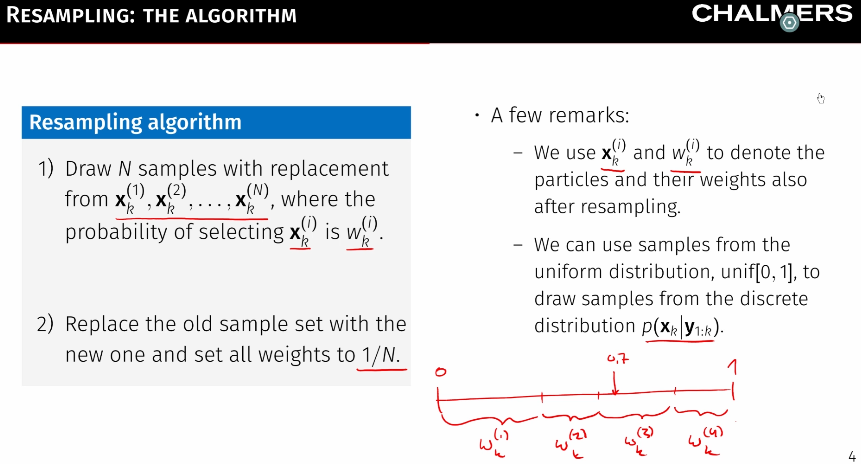 RESAMPLING: THE ALGORITHM
CHALMERS
Resampling algorithm
1) Draw N samples with replacement
from x_k^(1), x_k^(2), . . . , x_k^(N), where the
probability of selecting x_k^(i) is w_k^(i).
2) Replace the old sample set with the
new one and set all weights to 1/N.
• A few remarks:
– We use x_k^(i) and w_k^(i) to denote the
particles and their weights also
after resampling.
– We can use samples from the
uniform distribution, unif[0, 1], to
draw samples from the discrete
distribution p(x_k|y_1:k).
0 0,7 1
w_k^(1) w_k^(2) w_k^(3) w_k^(4)
4